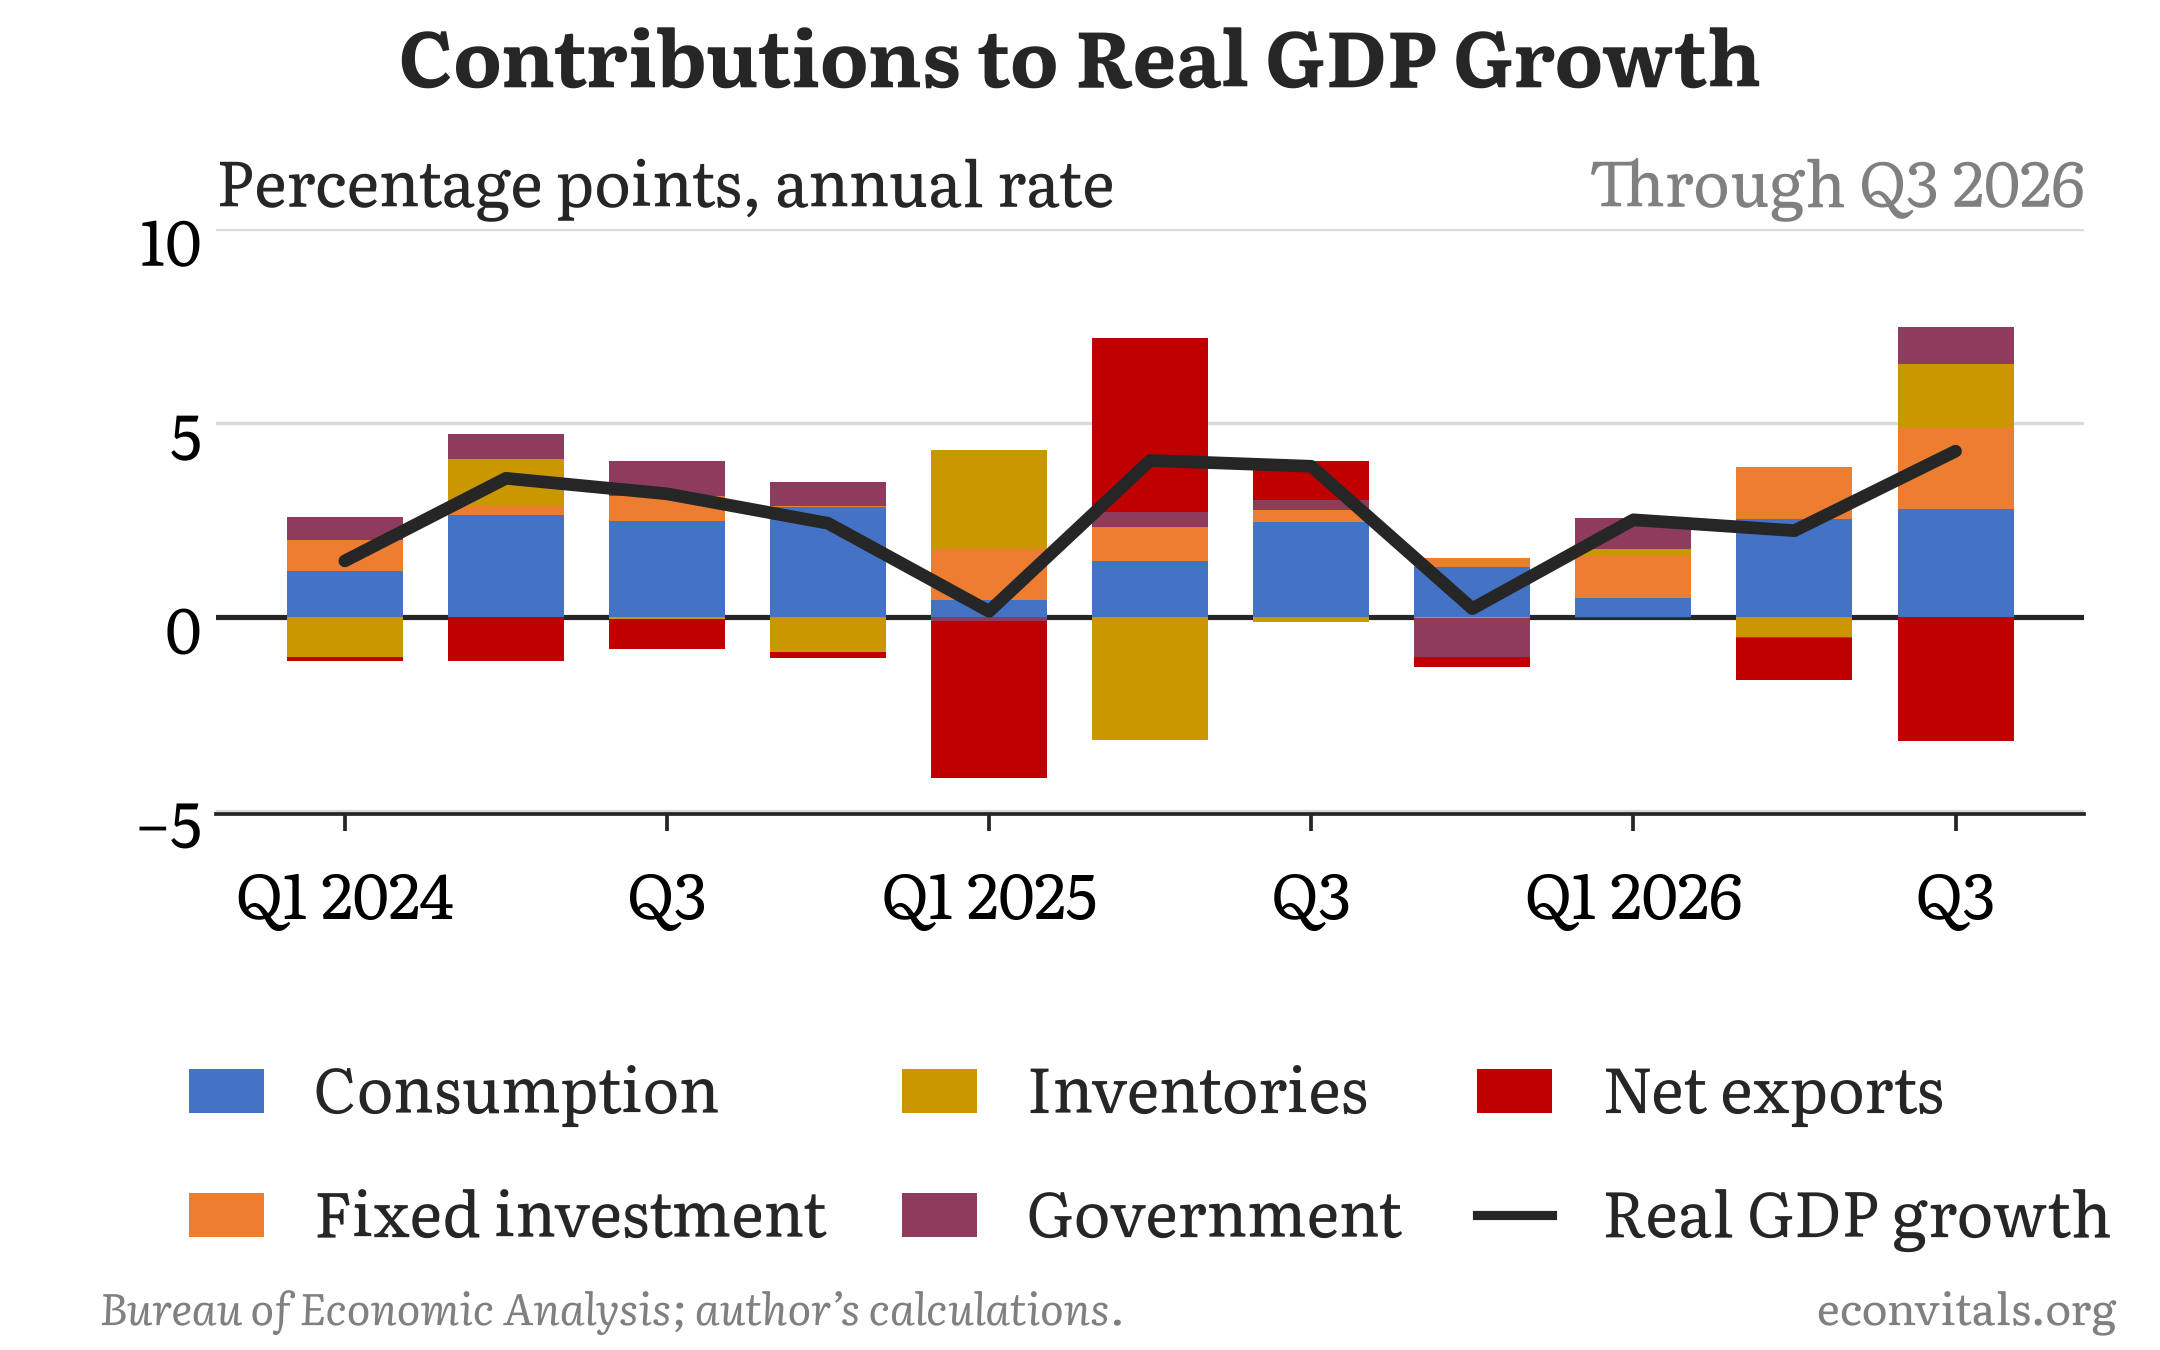 Contributions to Real GDP Growth
Percentage points, annual rate
Through Q3 2026
10
5
0
−5
Q1 2024
Q3
Q1 2025
Q3
Q1 2026
Q3
Consumption
Inventories
Net exports
Fixed investment
Government
Real GDP growth
Bureau of Economic Analysis; author’s calculations.
econvitals.org